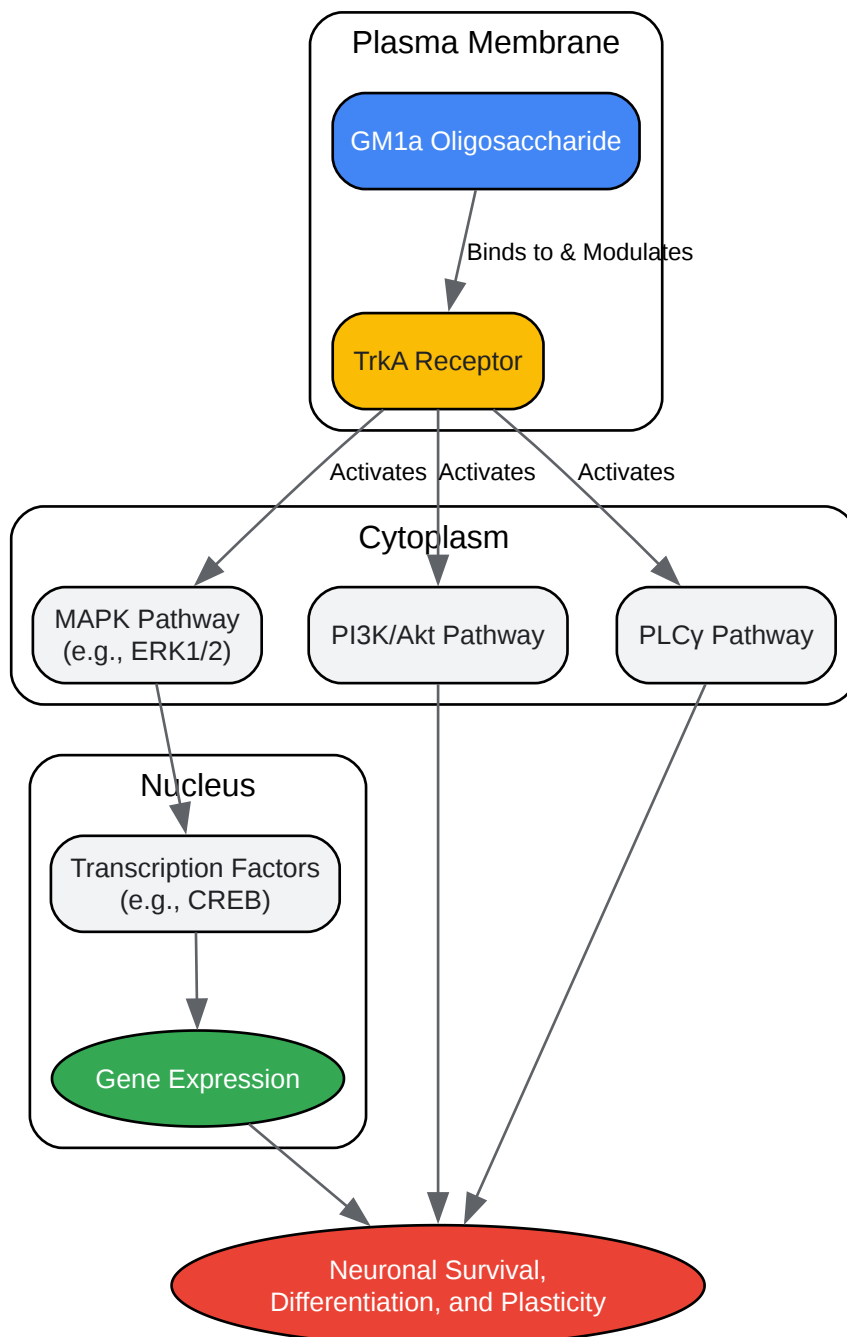 Plasma Membrane
GM1a Oligosaccharide
Binds to & Modulates
TrkA Receptor
Activates
Activates
Activates
Cytoplasm
MAPK Pathway
(e.g., ERK1/2)
PI3K/Akt Pathway
PLCγ Pathway
Nucleus
Transcription Factors
(e.g., CREB)
Gene Expression
Neuronal Survival,
Differentiation, and Plasticity